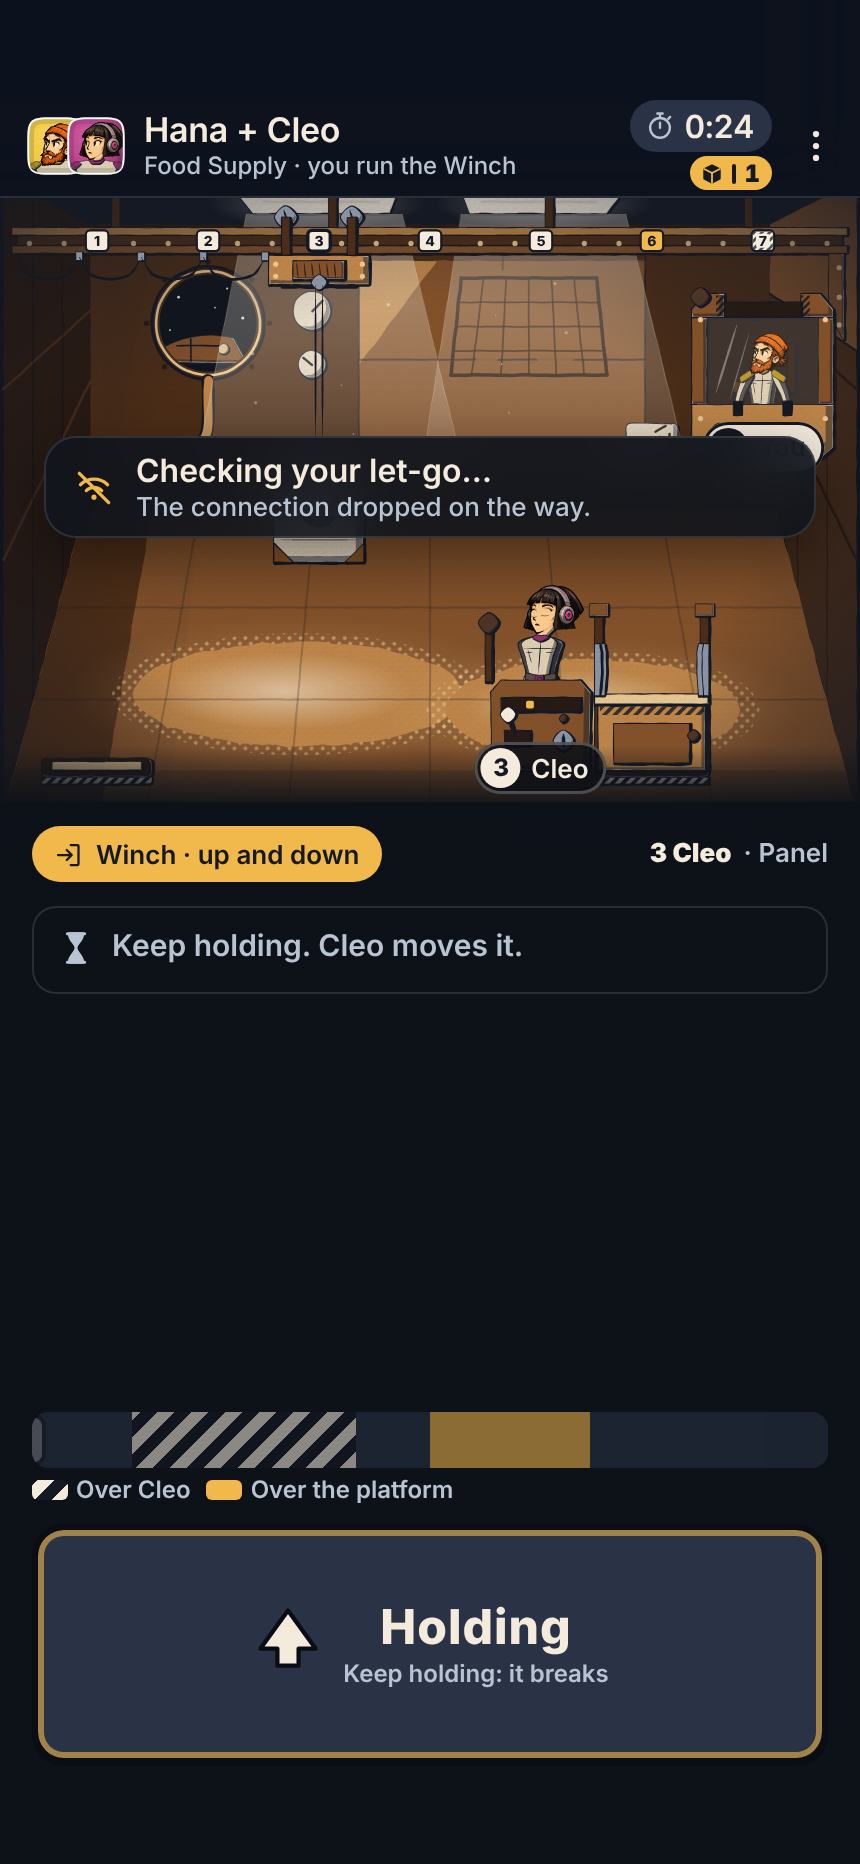 Hana + Cleo
Food Supply · you run the Winch
0:24
1
1 2 3 4 5 6 7
Checking your let-go...
The connection dropped on the way.
3 Cleo
Winch · up and down
3 Cleo · Panel
Keep holding. Cleo moves it.
Over Cleo
Over the platform
Holding
Keep holding: it breaks